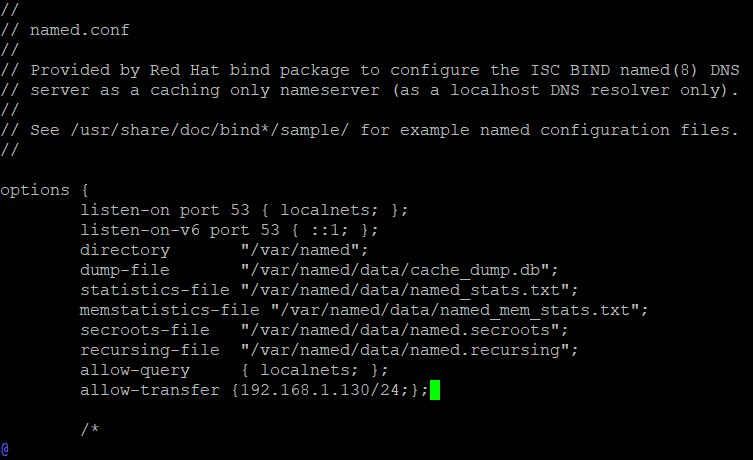 //
// named.conf
//
// Provided by Red Hat bind package to configure the ISC BIND named(8) DNS
// server as a caching only nameserver (as a localhost DNS resolver only).
//
// See /usr/share/doc/bind*/sample/ for example named configuration files.
//
options {
        listen-on port 53 { localnets; };
        listen-on-v6 port 53 { ::1; };
        directory       "/var/named";
        dump-file       "/var/named/data/cache_dump.db";
        statistics-file "/var/named/data/named_stats.txt";
        memstatistics-file "/var/named/data/named_mem_stats.txt";
        secroots-file   "/var/named/data/named.secroots";
        recursing-file  "/var/named/data/named.recursing";
        allow-query     { localnets; };
        allow-transfer {192.168.1.130/24;};
        /*
@